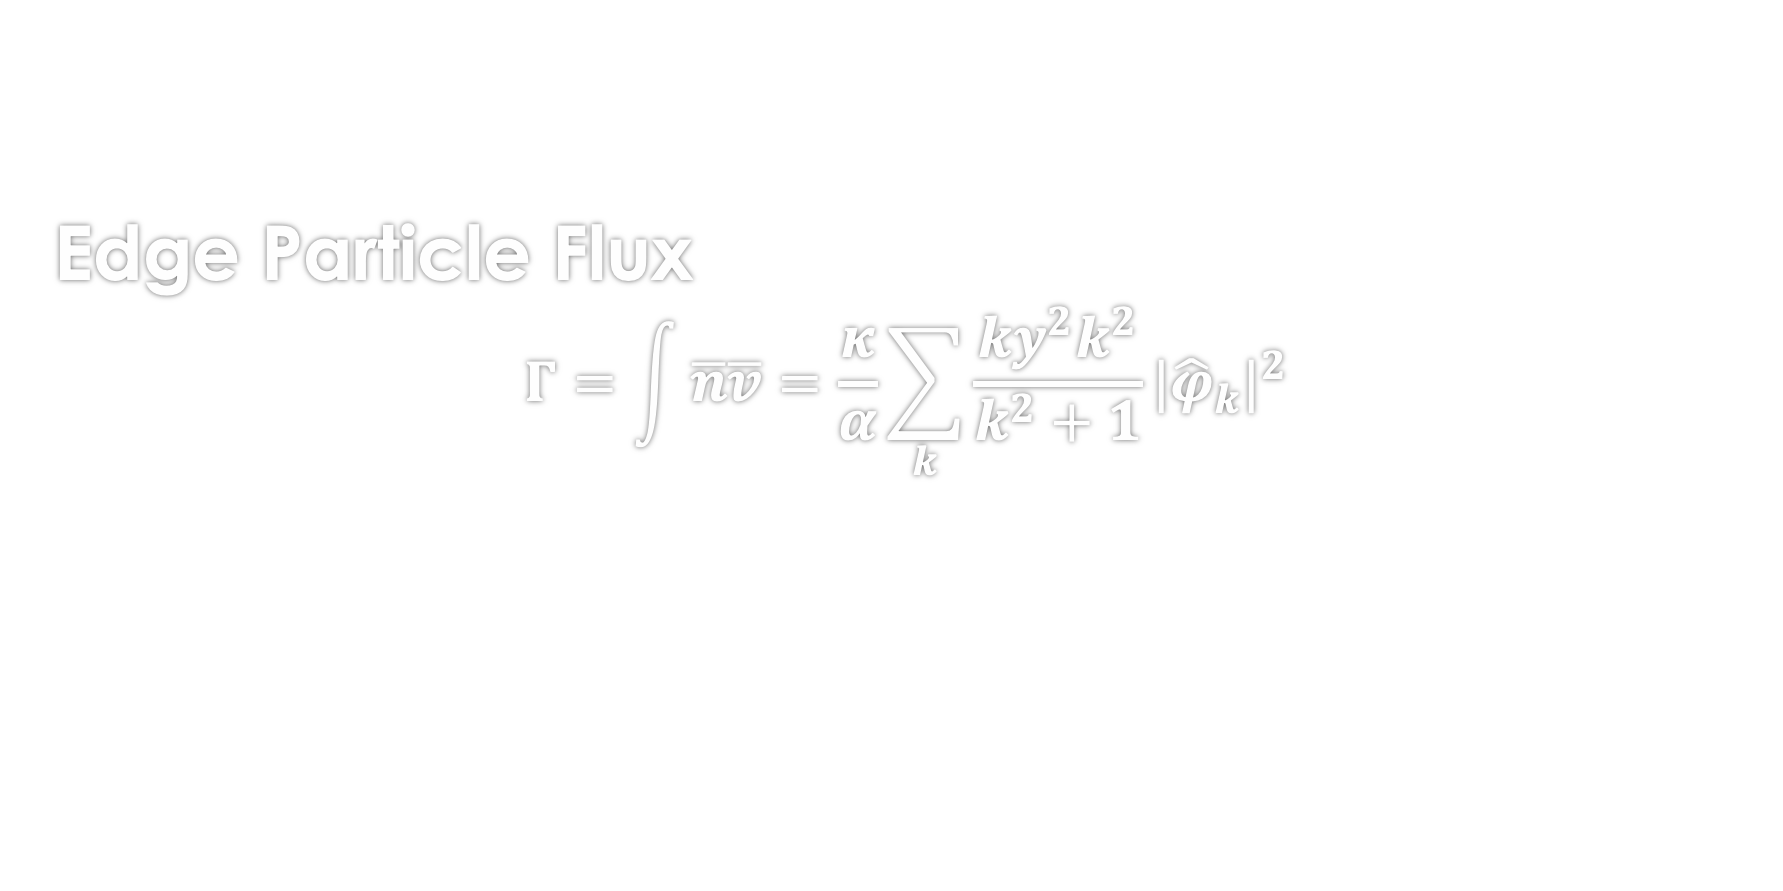 Edge Particle Flux
Γ = ∫ n̅v̅ = κ/α ∑_k (ky²k²)/(k² + 1) |φ̂_k|²